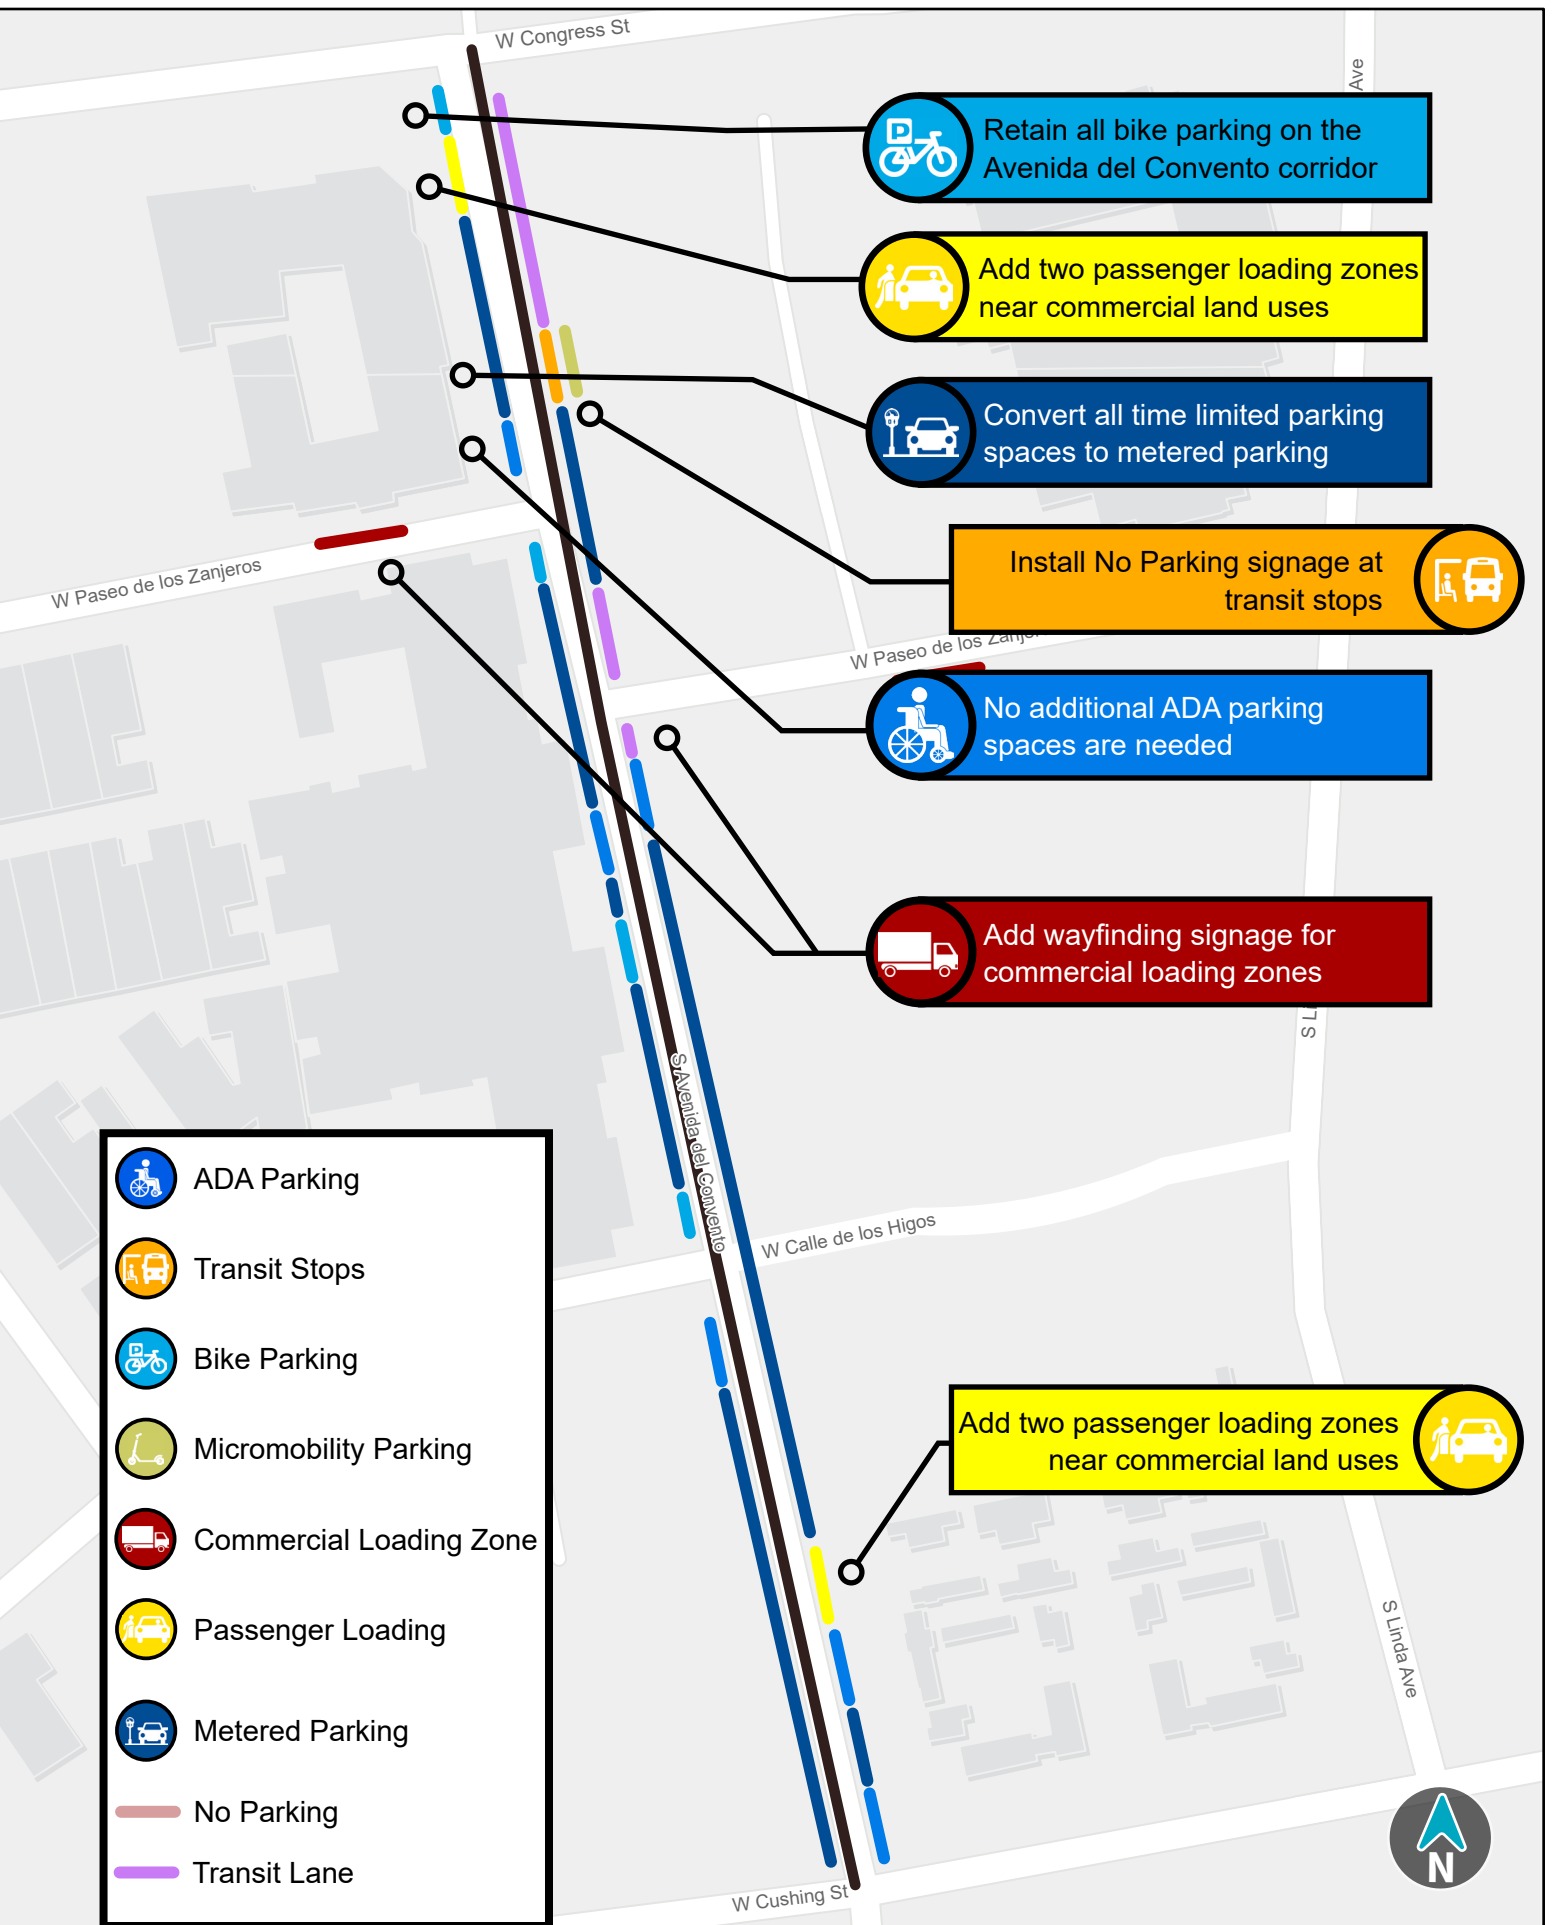 W Congress St
Ave
Retain all bike parking on the
Avenida del Convento corridor
Add two passenger loading zones
near commercial land uses
Convert all time limited parking
spaces to metered parking
Install No Parking signage at
transit stops
W Paseo de los Zanjeros
W Paseo de los
No additional ADA parking
spaces are needed
Add wayfinding signage for
commercial loading zones
S
S Avenida del Convento
W Calle de los Higos
ADA Parking
Transit Stops
Bike Parking
Micromobility Parking
Commercial Loading Zone
Passenger Loading
Metered Parking
No Parking
Transit Lane
Add two passenger loading zones
near commercial land uses
S Linda Ave
W Cushing St
N
P
P